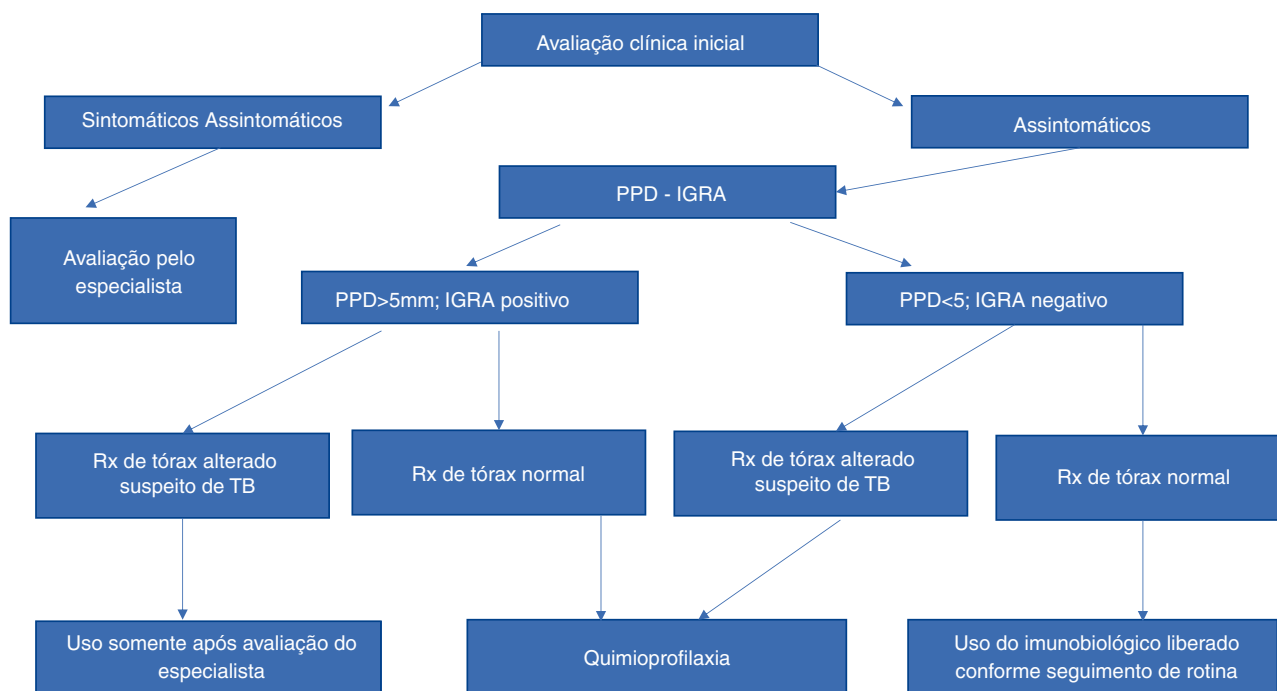 Avaliação clínica inicial
Sintomáticos Assintomáticos
Assintomáticos
PPD - IGRA
Avaliação pelo
especialista
PPD>5mm; IGRA positivo
PPD<5; IGRA negativo
Rx de tórax alterado
suspeito de TB
Rx de tórax normal
Rx de tórax alterado
suspeito de TB
Rx de tórax normal
Uso somente após avaliação do
especialista
Quimioprofilaxia
Uso do imunobiológico liberado
conforme seguimento de rotina